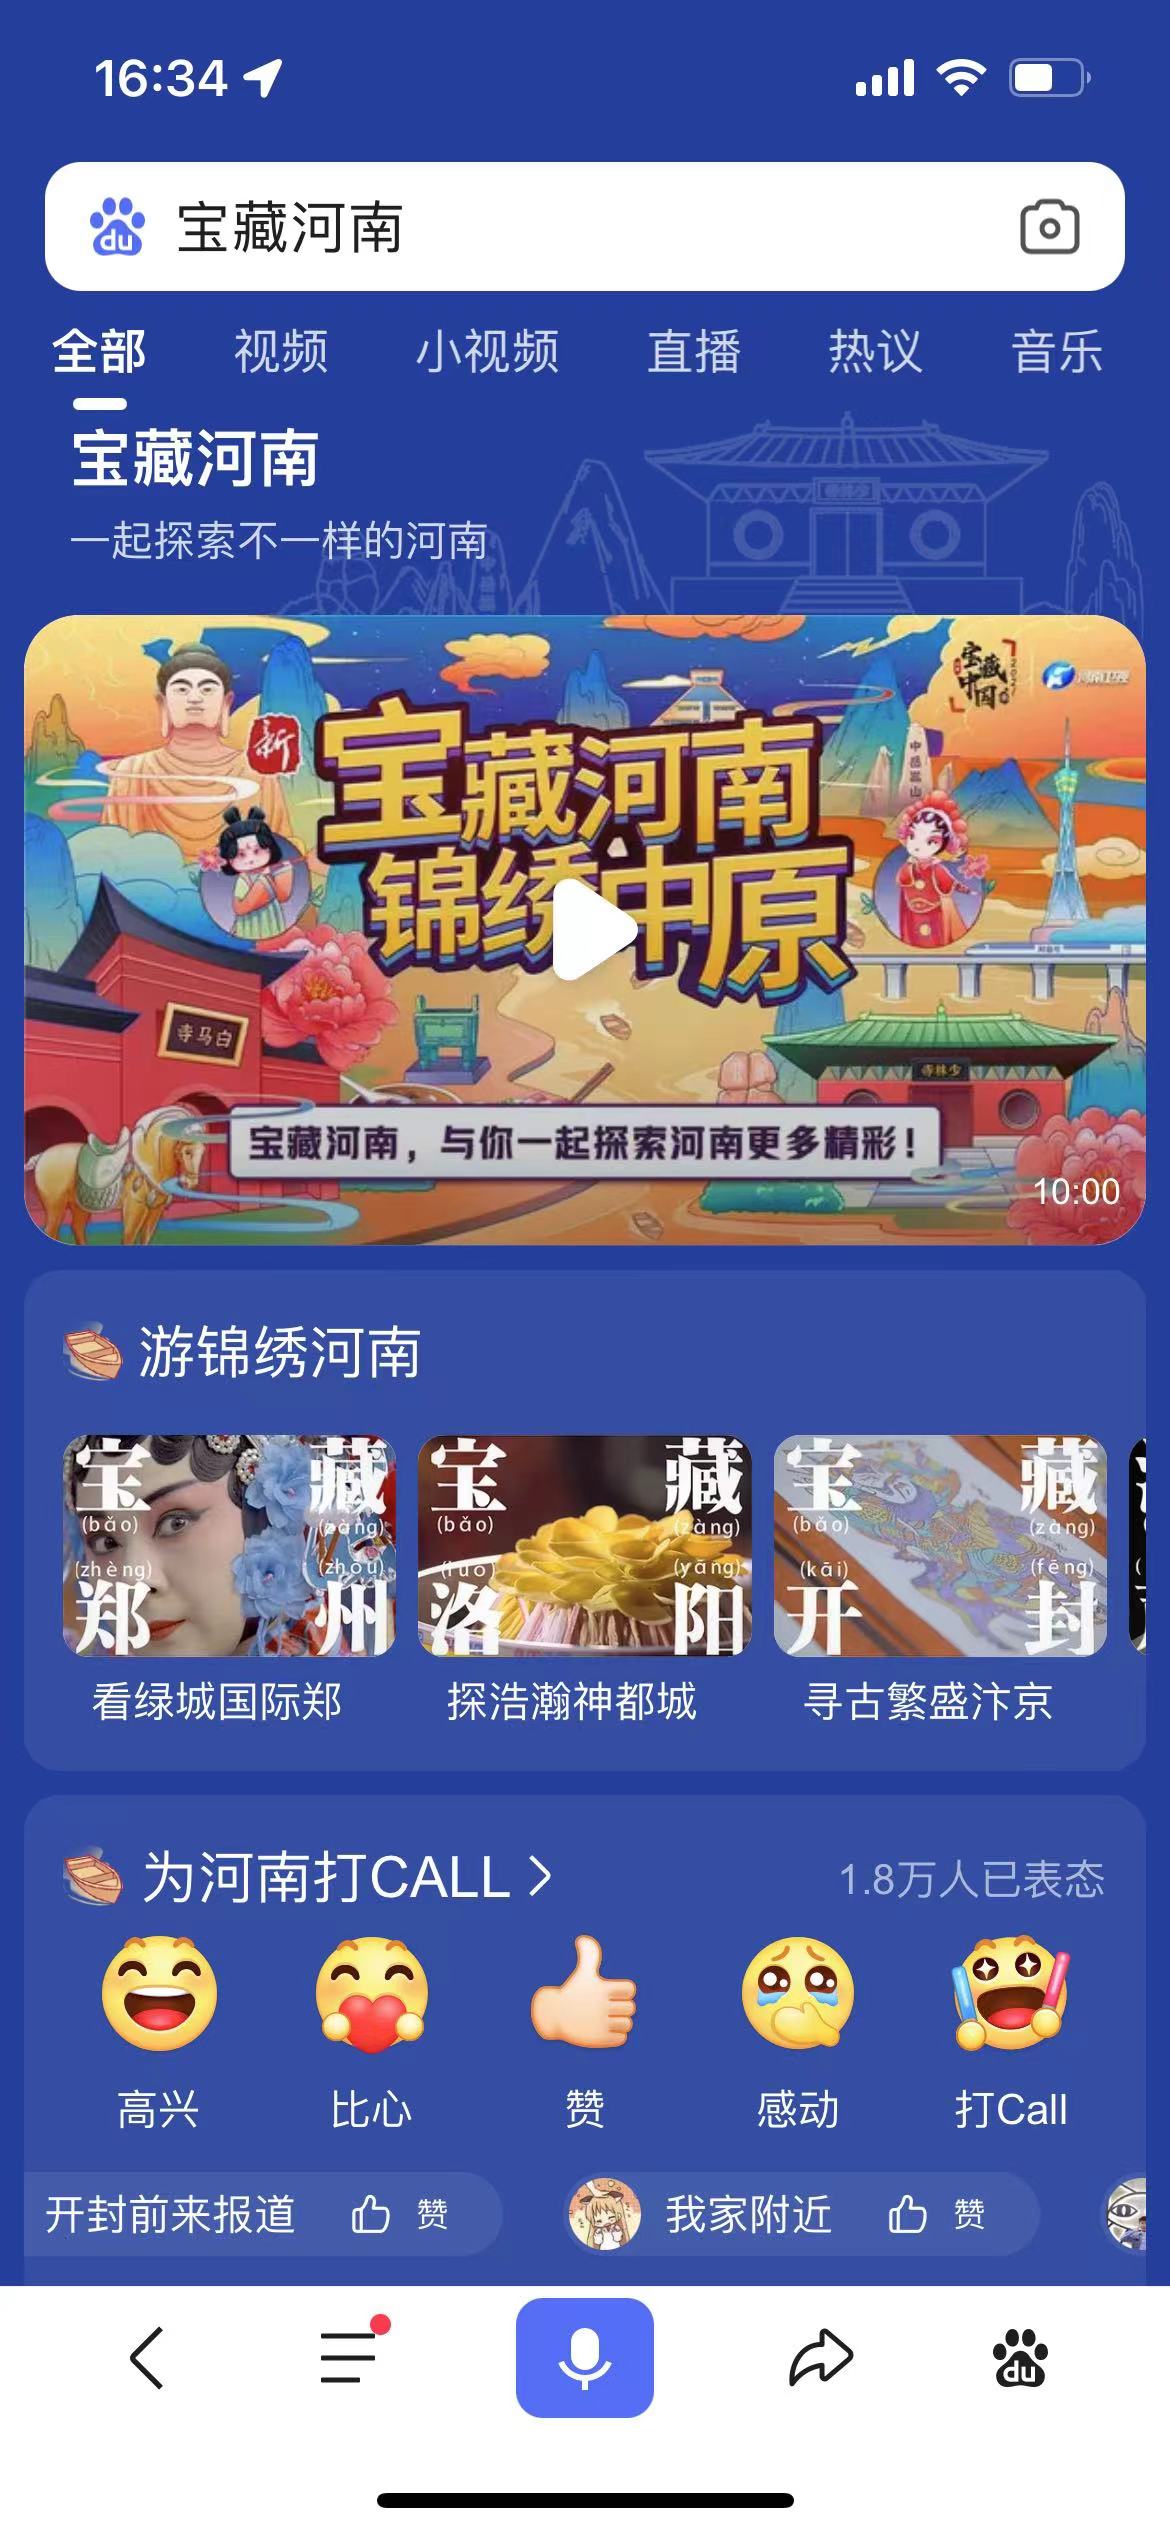 16:34
du 宝藏河南
全部 视频 小视频 直播 热议 音乐
宝藏河南
一起探索不一样的河南
少林寺
宝藏中国
河南卫视
新
宝藏河南
锦绣中原
中岳嵩山
白马寺
少林寺
宝藏河南，与你一起探索河南更多精彩！
10:00
游锦绣河南
宝 藏
(bǎo) (zàng)
(zhèng) (zhōu)
郑 州
宝 藏
(bǎo) (zàng)
(luò) (yáng)
洛 阳
宝 藏
(bǎo) (zàng)
(kāi) (fēng)
开 封
看绿城国际郑 探浩瀚神都城 寻古繁盛汴京
为河南打CALL 1.8万人已表态
高兴 比心 赞 感动 打Call
开封前来报道 赞 我家附近 赞
du